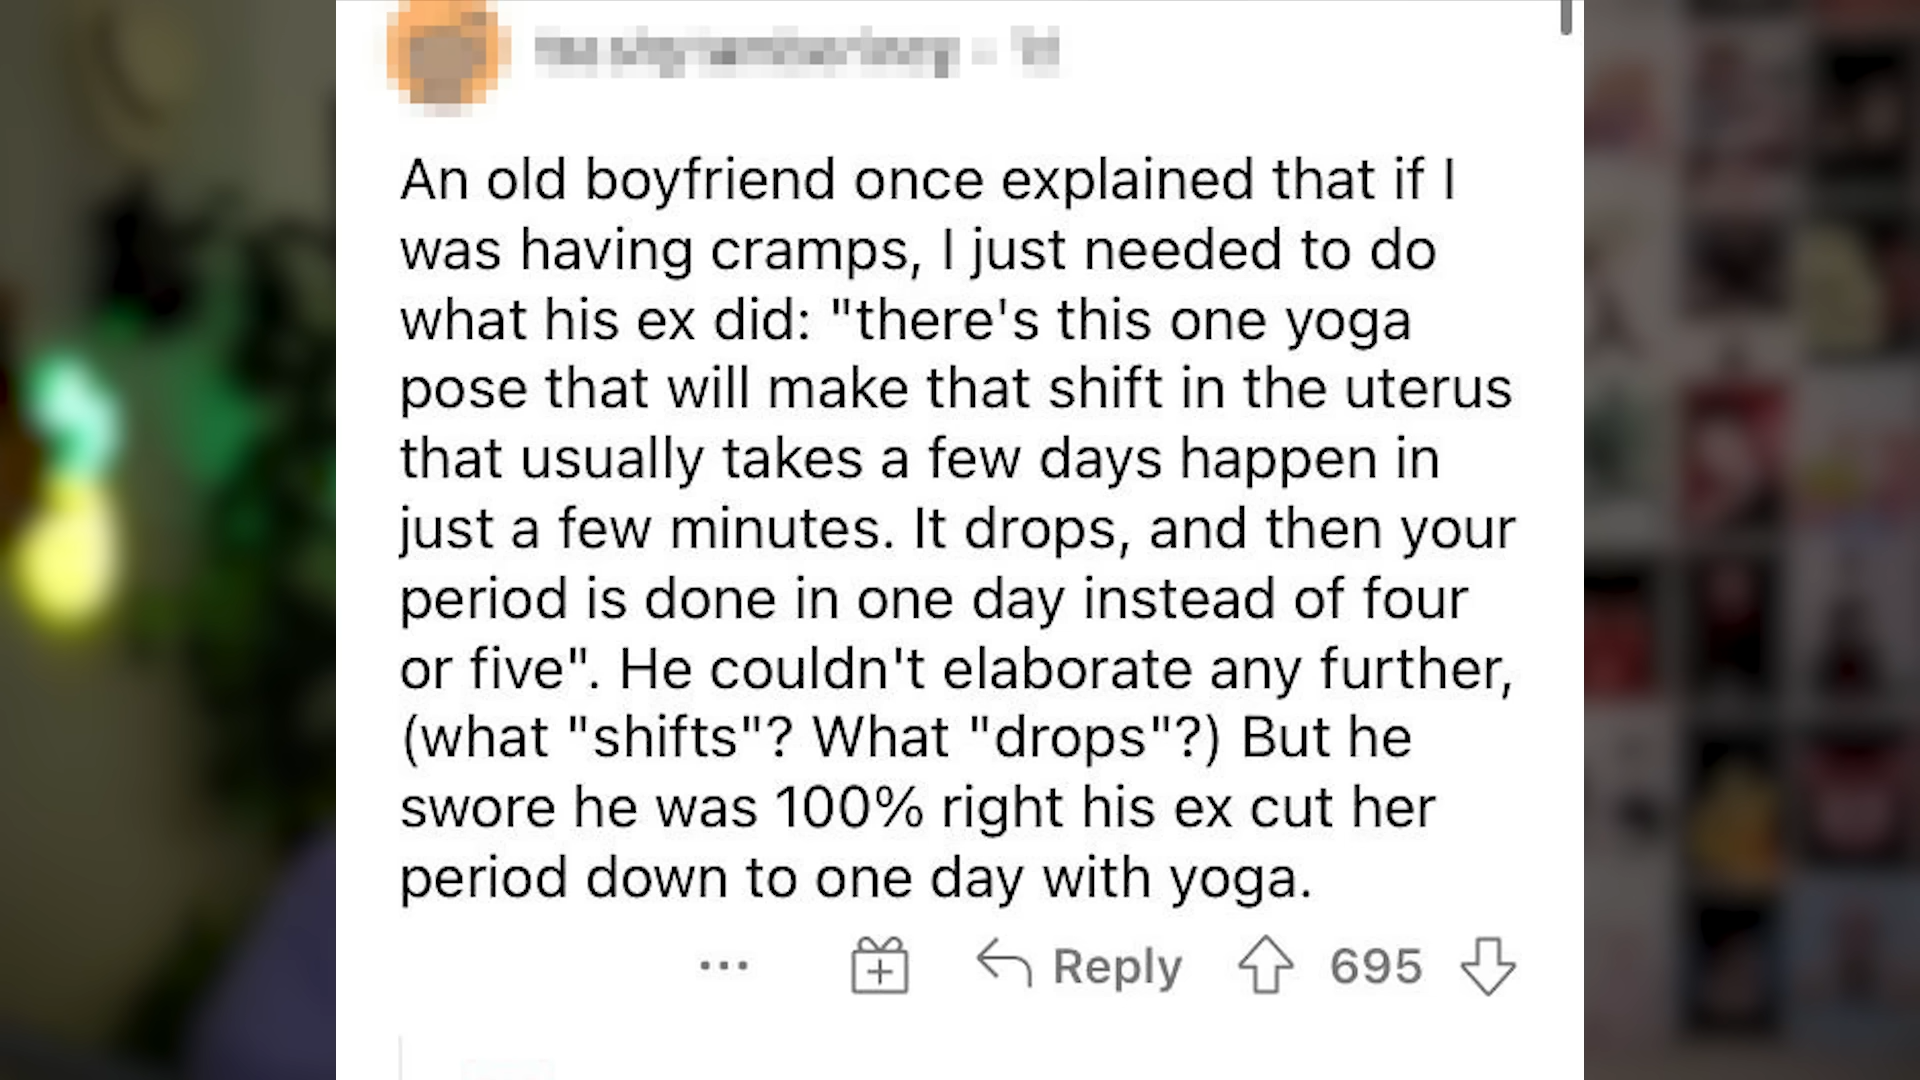 An old boyfriend once explained that if I
was having cramps, I just needed to do
what his ex did: "there's this one yoga
pose that will make that shift in the uterus
that usually takes a few days happen in
just a few minutes. It drops, and then your
period is done in one day instead of four
or five". He couldn't elaborate any further,
(what "shifts"? What "drops"?) But he
swore he was 100% right his ex cut her
period down to one day with yoga.
... Reply 695